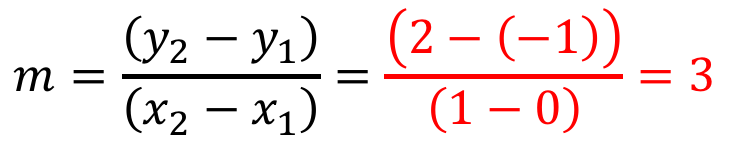 m = (y₂ − y₁) / (x₂ − x₁) = (2 − (−1)) / (1 − 0) = 3